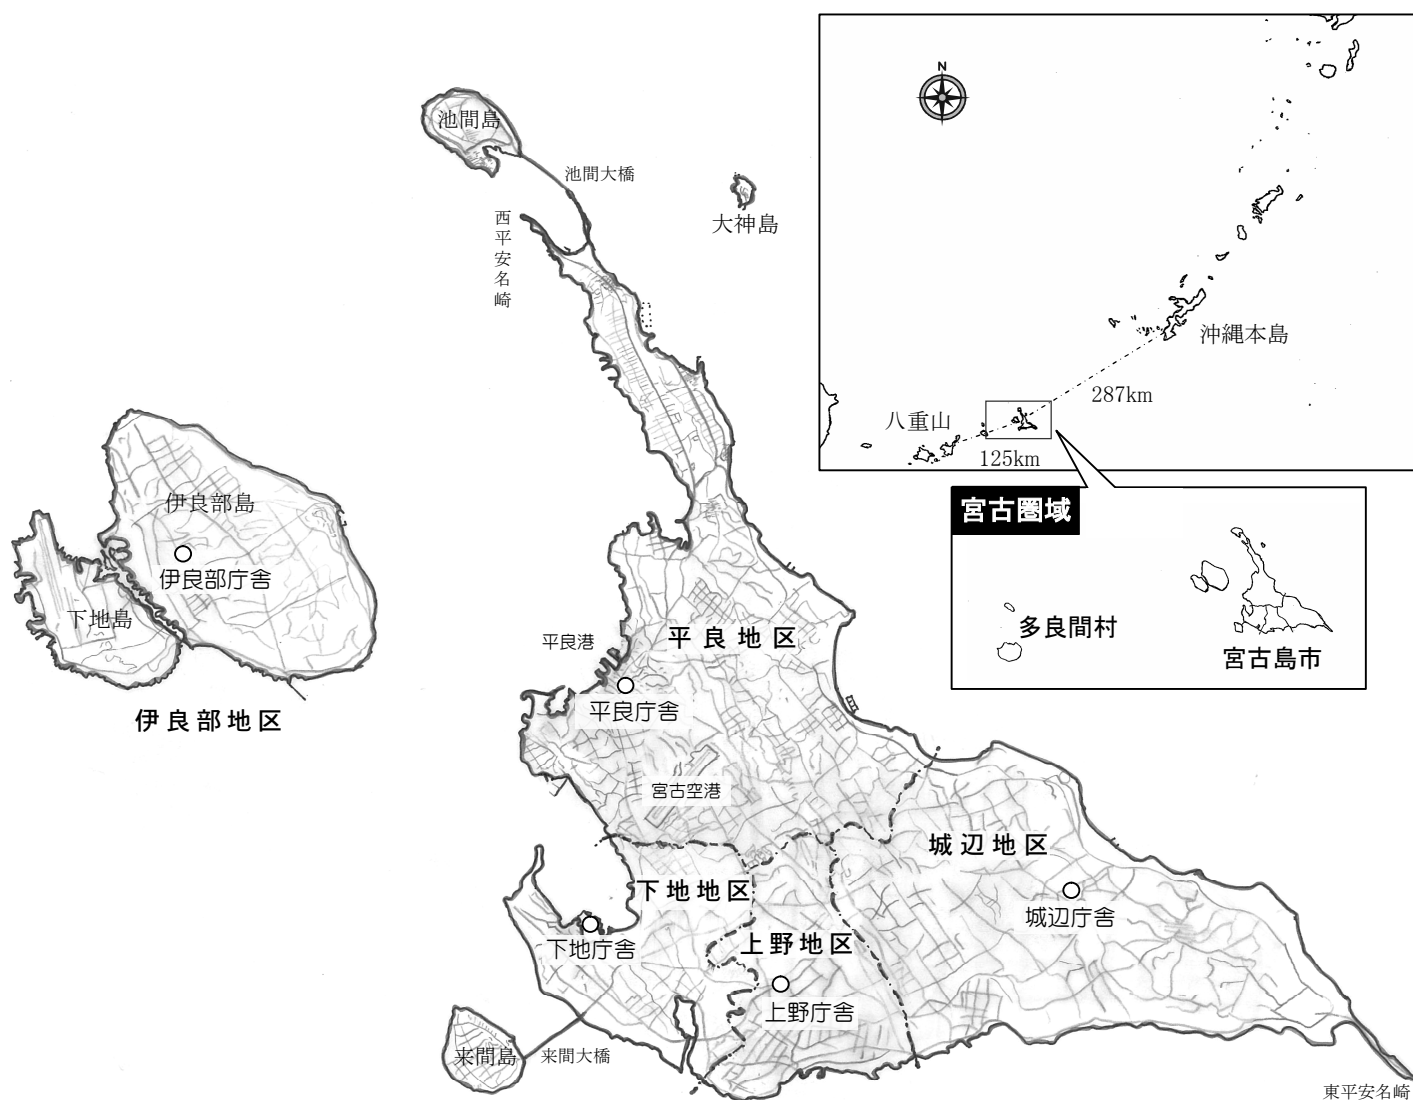 N
池間島
池間大橋
大神島
西平安名崎
沖縄本島
287km
八重山
125km
宮古圏域
多良間村
宮古島市
伊良部島
伊良部庁舎
下地島
伊良部地区
平良港
平良地区
平良庁舎
宮古空港
城辺地区
城辺庁舎
下地地区
下地庁舎
上野地区
上野庁舎
来間島
来間大橋
東平安名崎